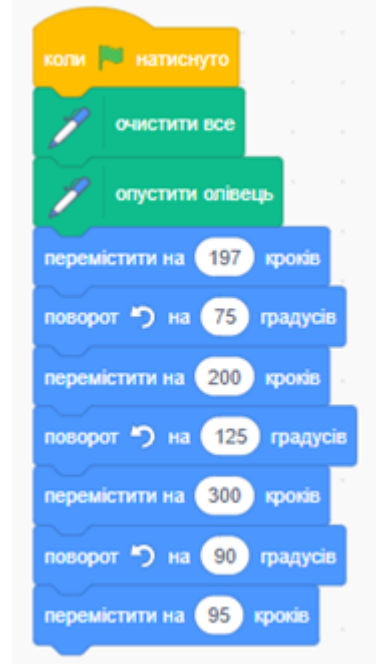 коли натиснуто
очистити все
опустити олівець
перемістити на 197 кроків
поворот на 75 градусів
перемістити на 200 кроків
поворот на 125 градусів
перемістити на 300 кроків
поворот на 90 градусів
перемістити на 95 кроків